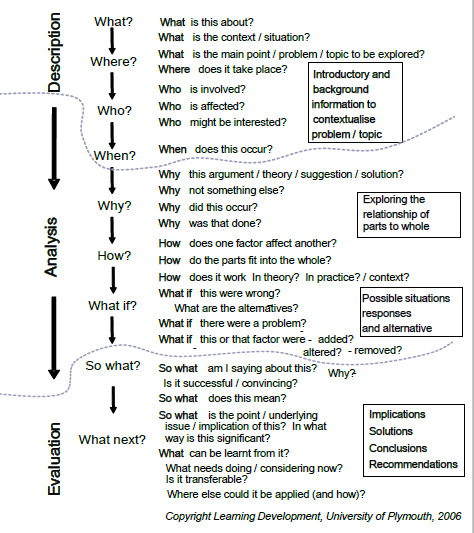 Description
What?
What is this about?
What is the context / situation?
What is the main point / problem / topic to be explored?
Where?
Where does it take place?
Introductory and
background
information to
contextualise
problem / topic
Who?
Who is involved?
Who is affected?
Who might be interested?
When?
When does this occur?
Analysis
Why?
Why this argument / theory / suggestion / solution?
Why not something else?
Why did this occur?
Why was that done?
Exploring the
relationship of
parts to whole
How?
How does one factor affect another?
How do the parts fit into the whole?
How does it work In theory? In practice? / context?
What if?
What if this were wrong?
What are the alternatives?
What if there were a problem?
What if this or that factor were - added?
altered? - removed?
Possible situations
responses
and alternative
Evaluation
So what?
So what am I saying about this? Why?
Is it successful / convincing?
So what does this mean?
So what is the point / underlying
issue / implication of this? In what
way is this significant?
What next?
What can be learnt from it?
What needs doing / considering now?
Is it transferable?
Where else could it be applied (and how)?
Implications
Solutions
Conclusions
Recommendations
Copyright Learning Development, University of Plymouth, 2006